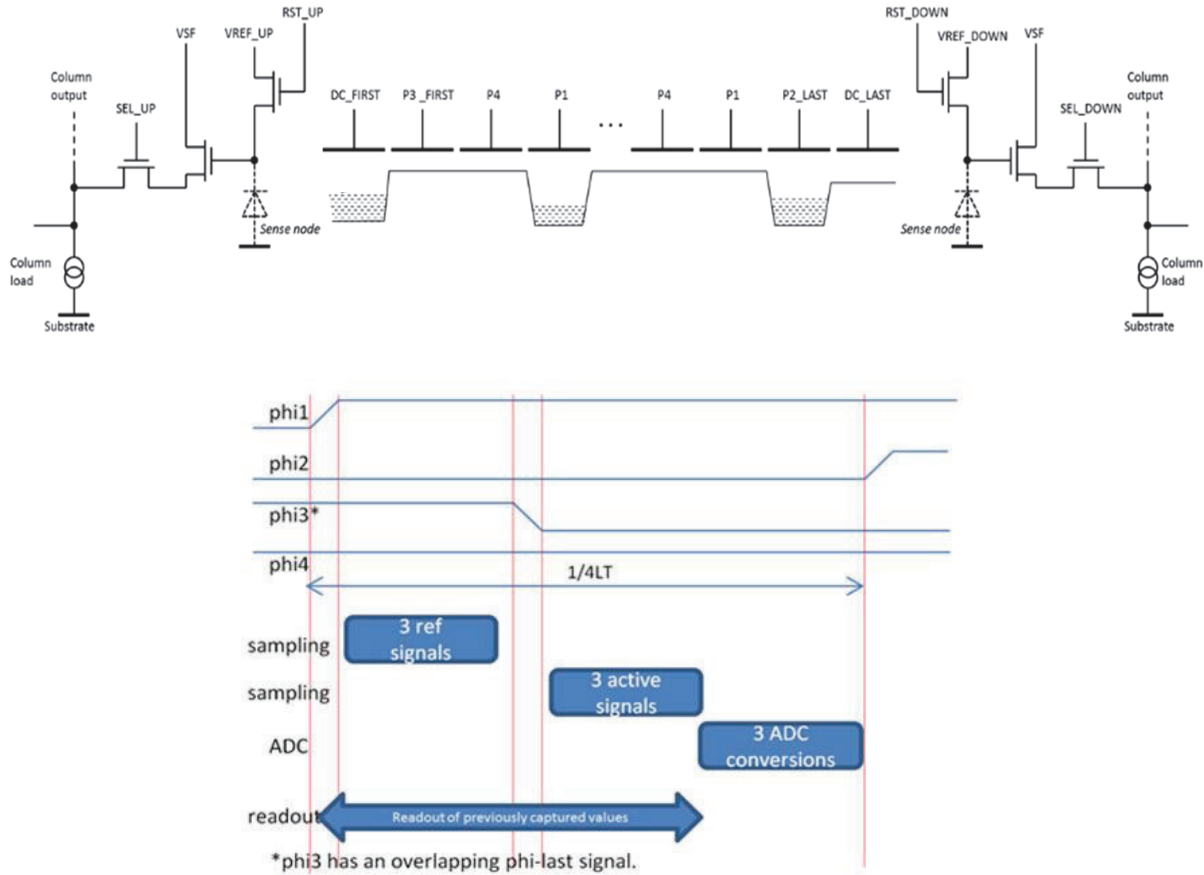 RST_UP
RST_DOWN
VSF
VREF_UP
VREF_DOWN
VSF
Column
output
SEL_UP
DC_FIRST
P3_FIRST
P4
P1
...
P4
P1
P2_LAST
DC_LAST
SEL_DOWN
Column
output
Sense node
Sense node
Column
load
Column
load
Substrate
Substrate
phi1
phi2
phi3*
phi4
1/4LT
sampling
3 ref
signals
sampling
3 active
signals
ADC
3 ADC
conversions
readout
Readout of previously captured values
*phi3 has an overlapping phi-last signal.